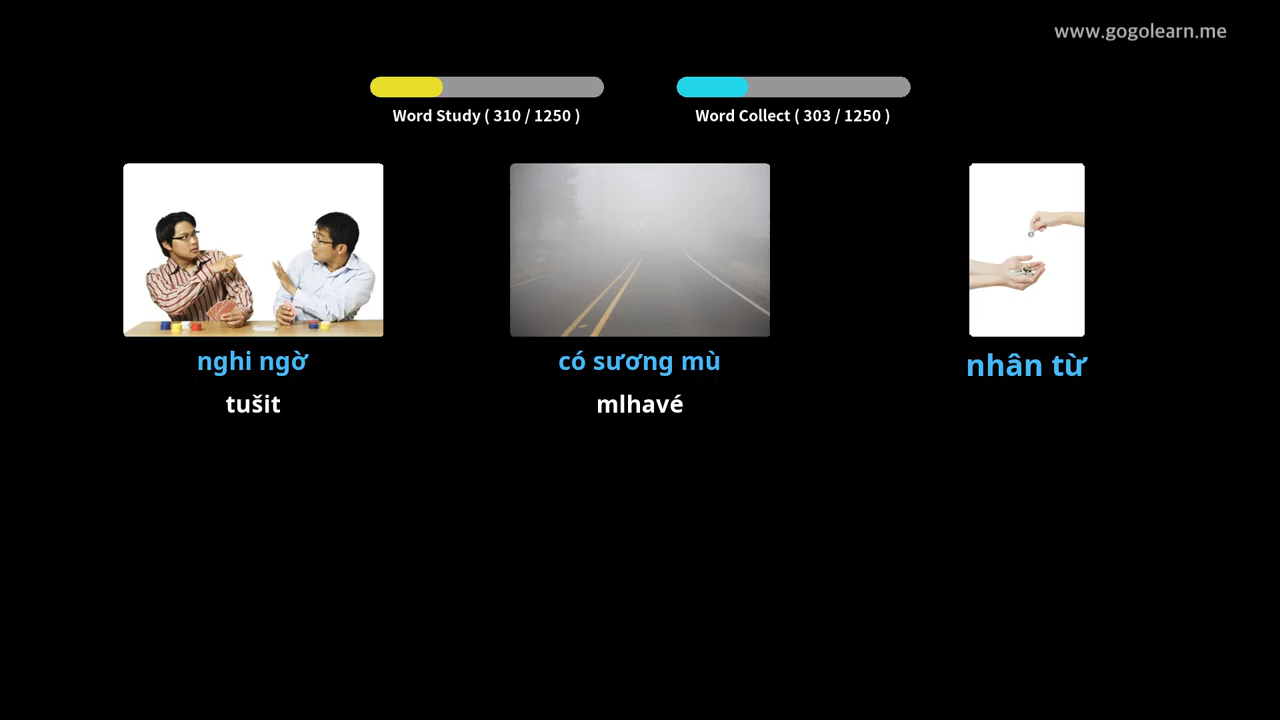 www.gogolearn.me
Word Study ( 310 / 1250 )
Word Collect ( 303 / 1250 )
nghi ngờ
tušit
có sương mù
mlhavé
nhân từ